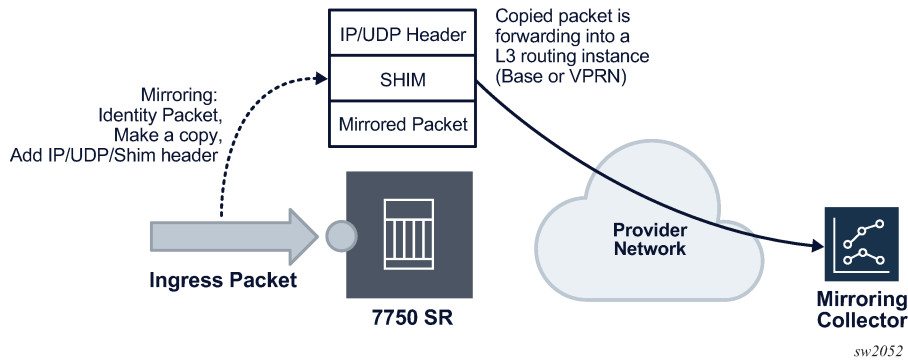 IP/UDP Header
SHIM
Mirrored Packet
Copied packet is
forwarding into a
L3 routing instance
(Base or VPRN)
Mirroring:
Identity Packet,
Make a copy,
Add IP/UDP/Shim header
Ingress Packet
7750 SR
Provider
Network
Mirroring
Collector
sw2052